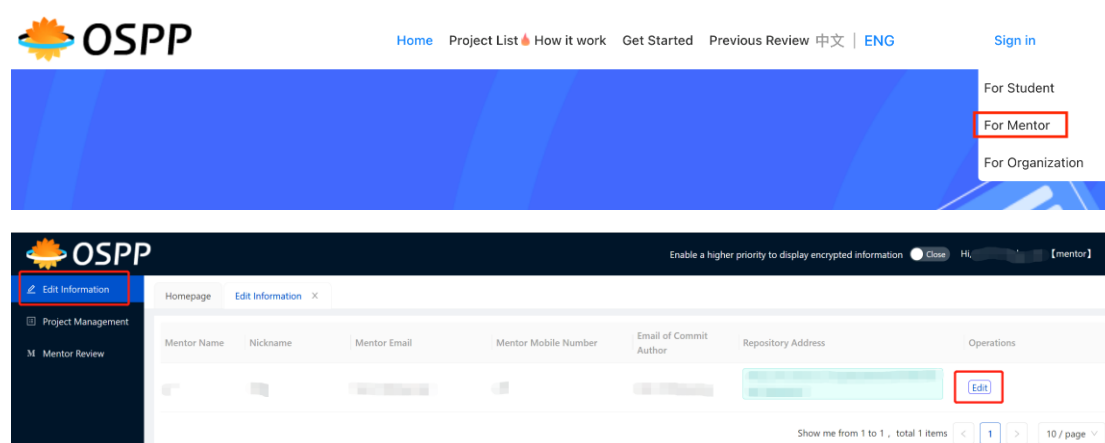 OSPP
Home Project List How it work Get Started Previous Review 中文 | ENG Sign in
For Student
For Mentor
For Organization
OSPP
Enable a higher priority to display encrypted information Close Hi, 【mentor】
Edit Information
Homepage Edit Information ×
Project Management
Mentor Name Nickname Mentor Email Mentor Mobile Number Email of Commit Author Repository Address Operations
M Mentor Review
Edit
Show me from 1 to 1 , total 1 items < 1 > 10 / page